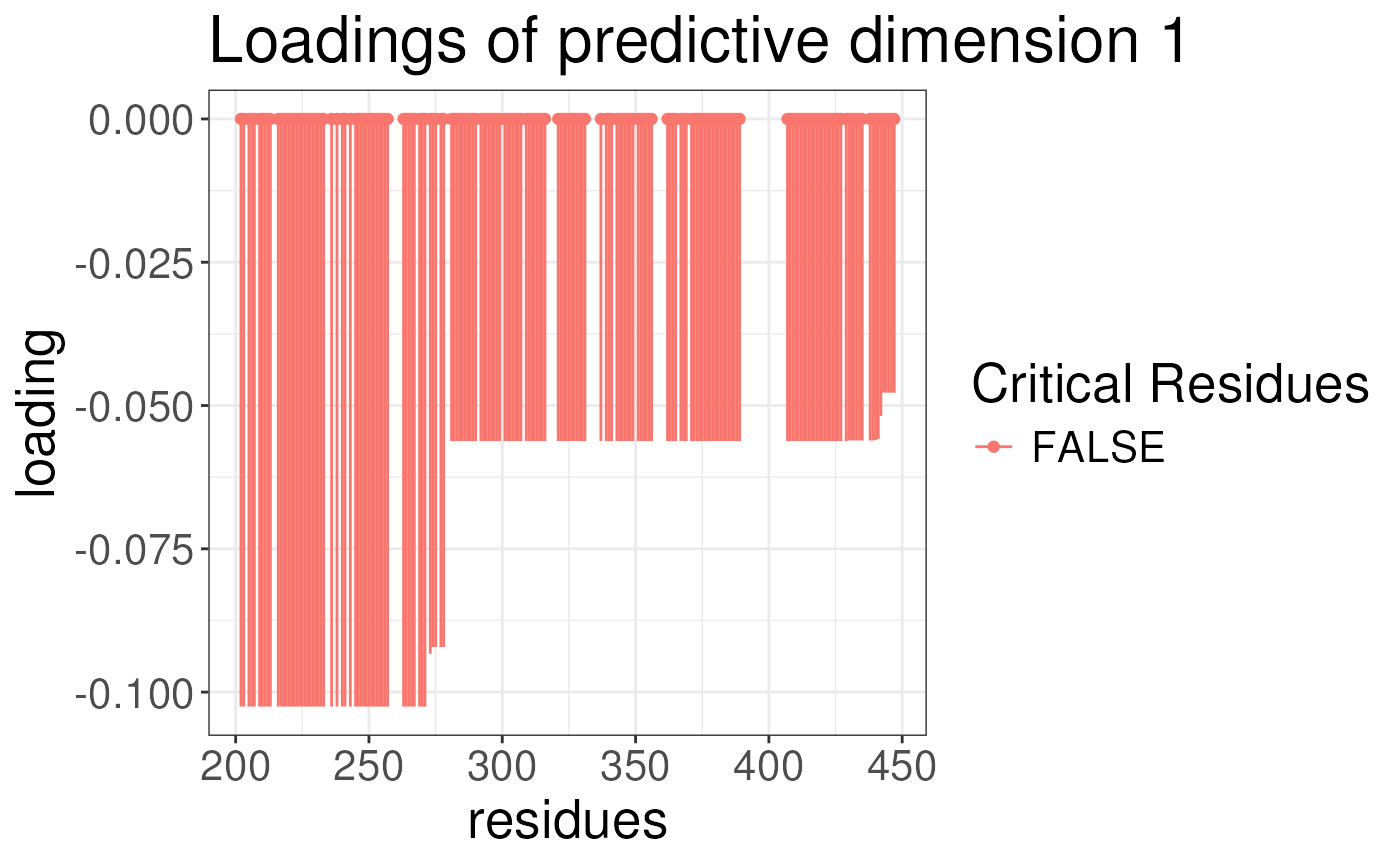 Loadings of predictive dimension 1
0.000
-0.025
-0.050
-0.075
-0.100
loading
200 250 300 350 400 450
residues
Critical Residues
FALSE